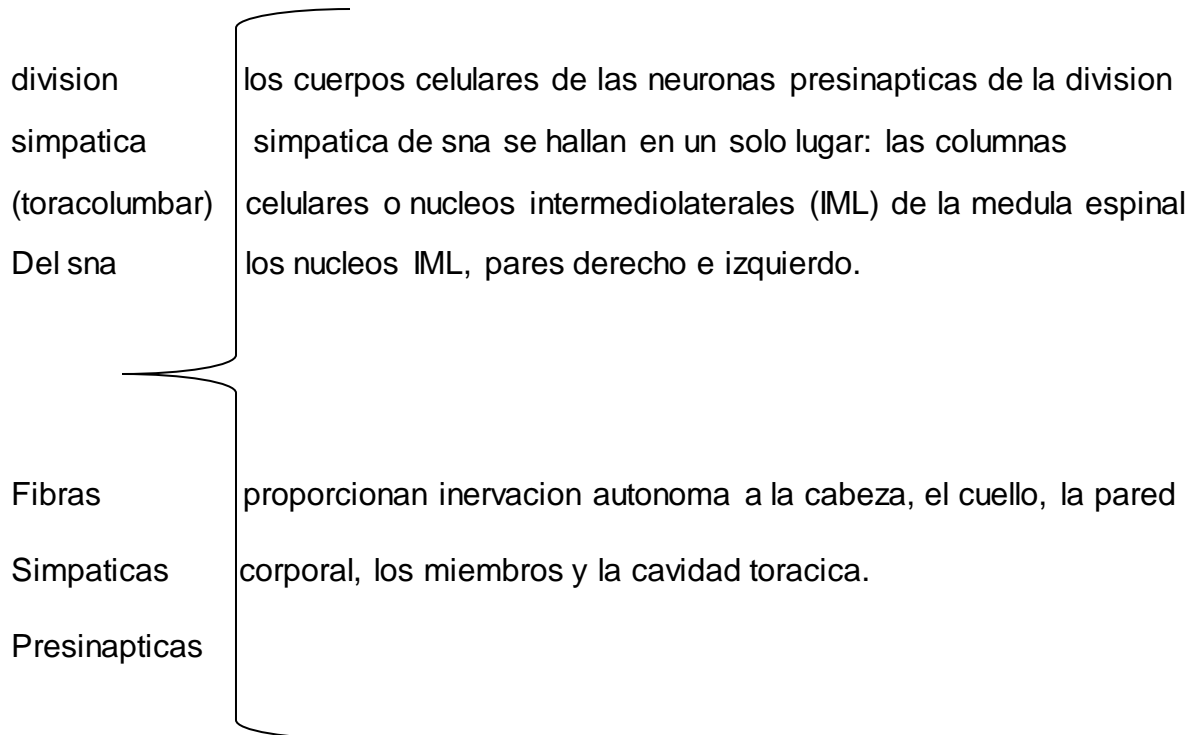 division los cuerpos celulares de las neuronas presinapticas de la division
simpatica simpatica de sna se hallan en un solo lugar: las columnas
(toracolumbar) celulares o nucleos intermediolaterales (IML) de la medula espinal
Del sna los nucleos IML, pares derecho e izquierdo.
Fibras proporcionan inervacion autonoma a la cabeza, el cuello, la pared
Simpaticas corporal, los miembros y la cavidad toracica.
Presinapticas